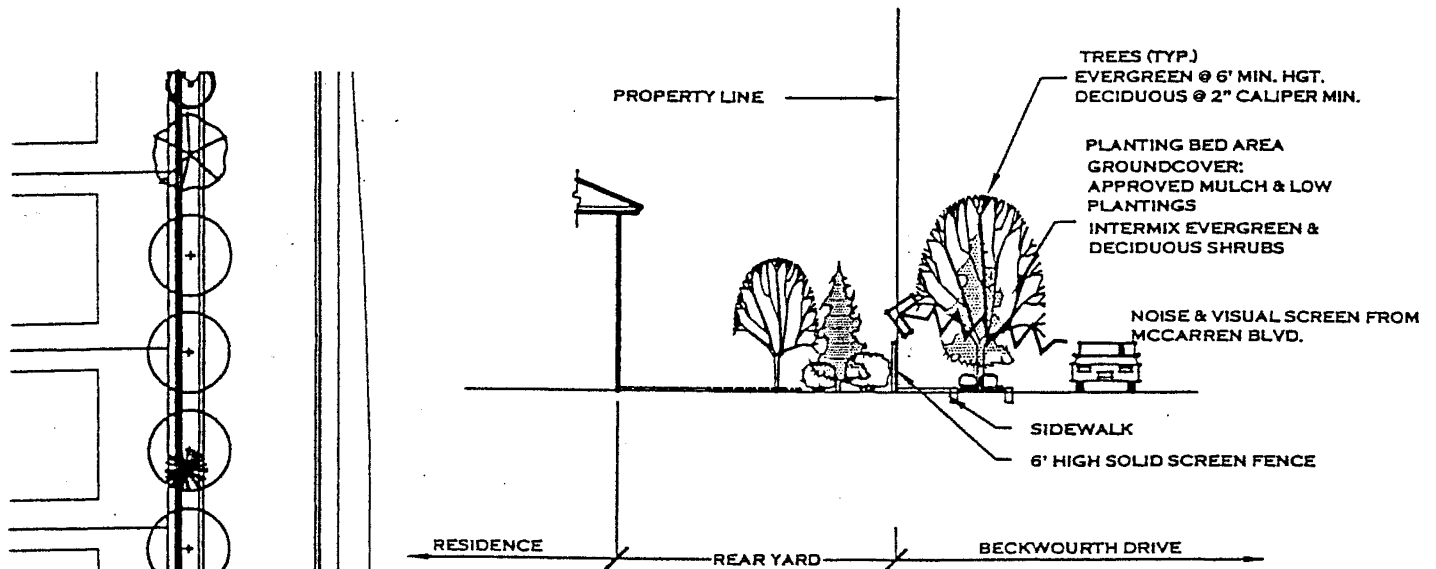 TREES (TYP.)
EVERGREEN @ 6' MIN. HGT.
DECIDUOUS @ 2" CALIPER MIN.
PROPERTY LINE
PLANTING BED AREA
GROUNDCOVER:
APPROVED MULCH & LOW
PLANTINGS
INTERMIX EVERGREEN &
DECIDUOUS SHRUBS
NOISE & VISUAL SCREEN FROM
MCCARREN BLVD.
SIDEWALK
6' HIGH SOLID SCREEN FENCE
RESIDENCE
REAR YARD
BECKWOURTH DRIVE